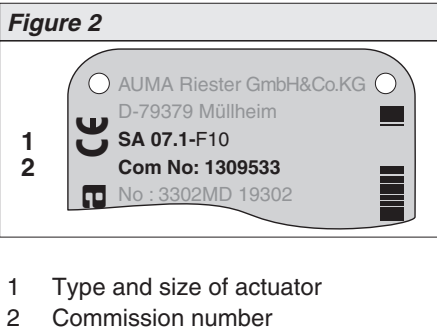 Figure 2
AUMA Riester GmbH&Co.KG
D-79379 Müllheim
1 SA 07.1-F10
2 Com No: 1309533
No : 3302MD 19302
1 Type and size of actuator
2 Commission number